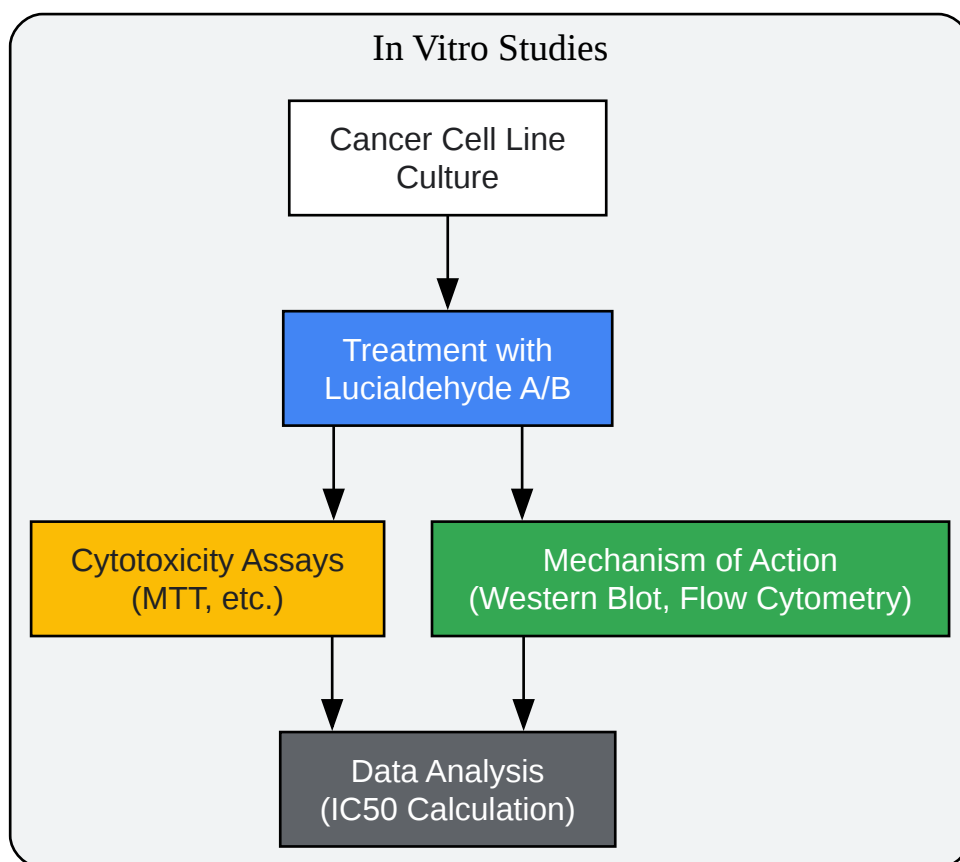 In Vitro Studies
Cancer Cell Line
Culture
Treatment with
Lucialdehyde A/B
Cytotoxicity Assays
(MTT, etc.)
Mechanism of Action
(Western Blot, Flow Cytometry)
Data Analysis
(IC50 Calculation)